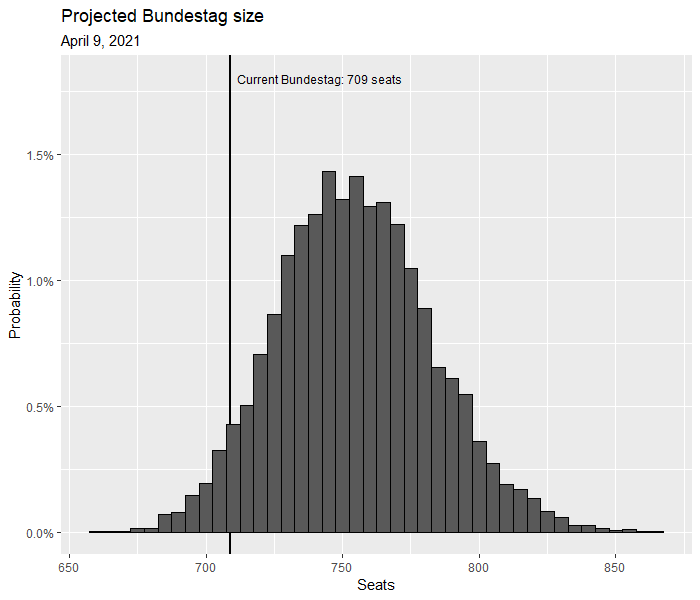 Projected Bundestag size
April 9, 2021
Current Bundestag: 709 seats
1.5%
1.0%
0.5%
0.0%
Probability
650 700 750 800 850
Seats